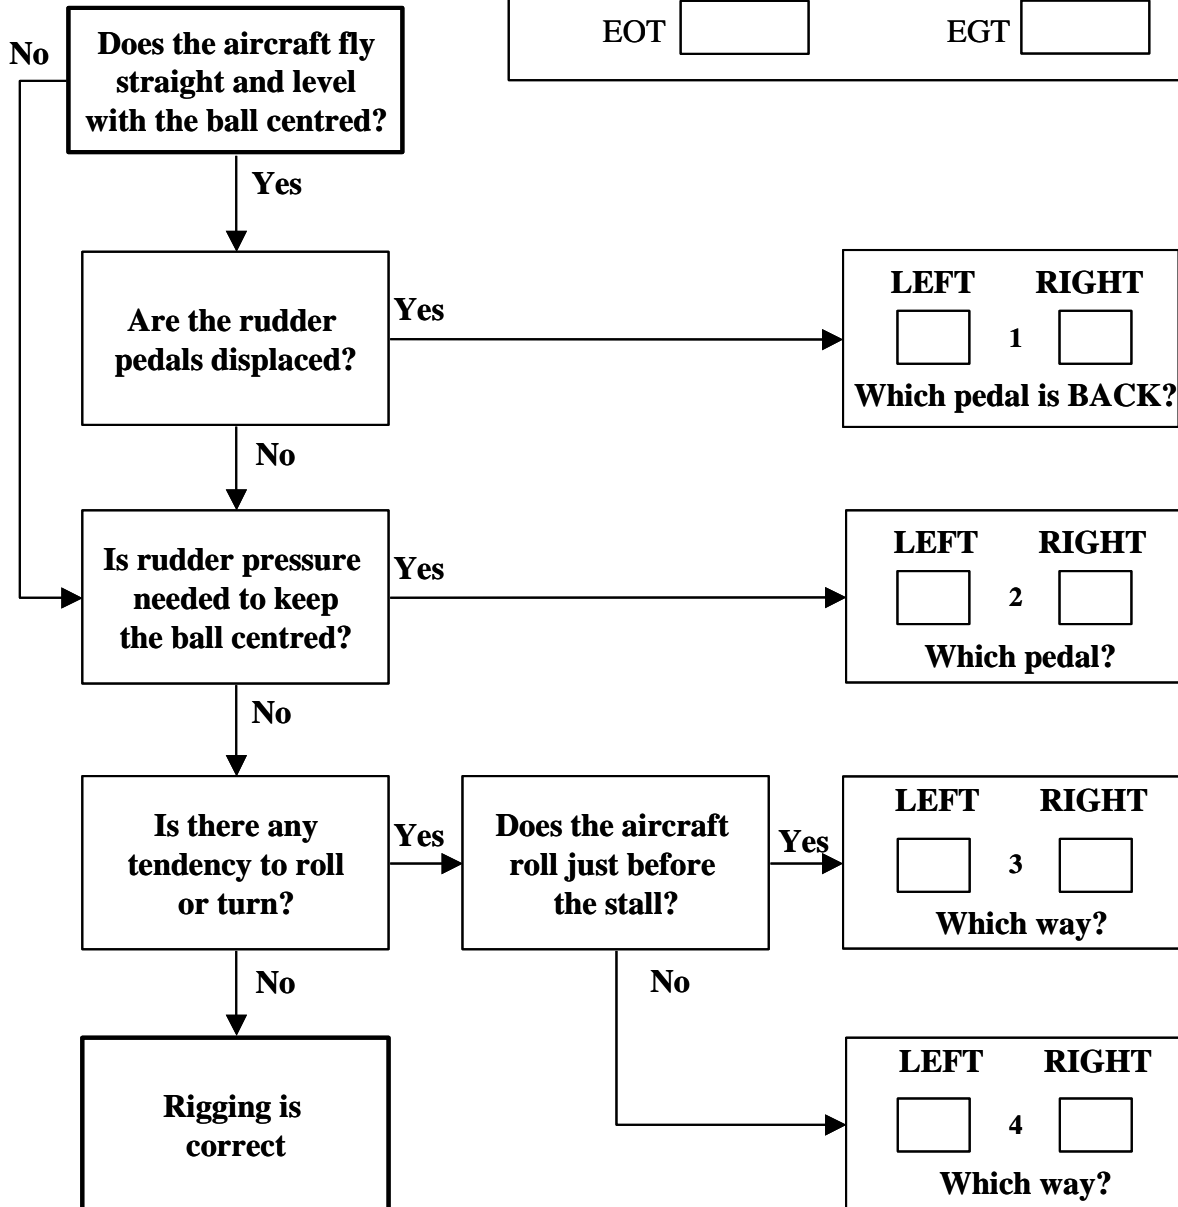 EOT EGT
No
Does the aircraft fly
straight and level
with the ball centred?
Yes
Are the rudder
pedals displaced?
Yes
LEFT RIGHT
1
Which pedal is BACK?
No
Is rudder pressure
needed to keep
the ball centred?
Yes
LEFT RIGHT
2
Which pedal?
No
Is there any
tendency to roll
or turn?
Yes
Does the aircraft
roll just before
the stall?
Yes
LEFT RIGHT
3
Which way?
No
No
Rigging is
correct
LEFT RIGHT
4
Which way?